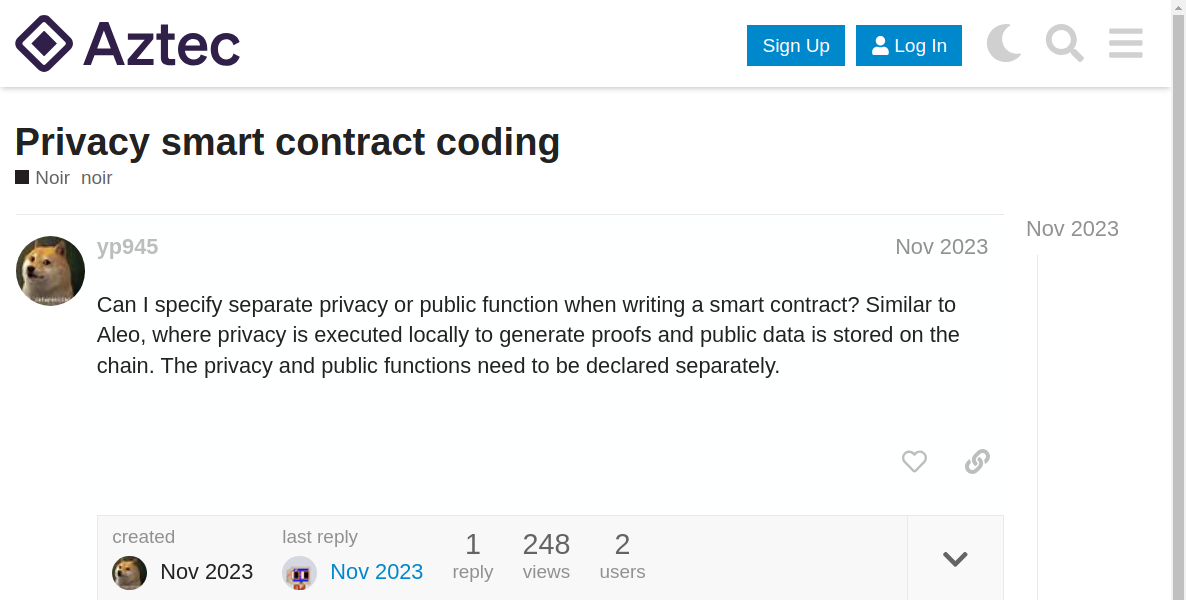 Aztec
Sign Up
Log In
Privacy smart contract coding
Noir noir
yp945
Nov 2023
Nov 2023
Can I specify separate privacy or public function when writing a smart contract? Similar to
Aleo, where privacy is executed locally to generate proofs and public data is stored on the
chain. The privacy and public functions need to be declared separately.
created
Nov 2023
last reply
Nov 2023
1
reply
248
views
2
users